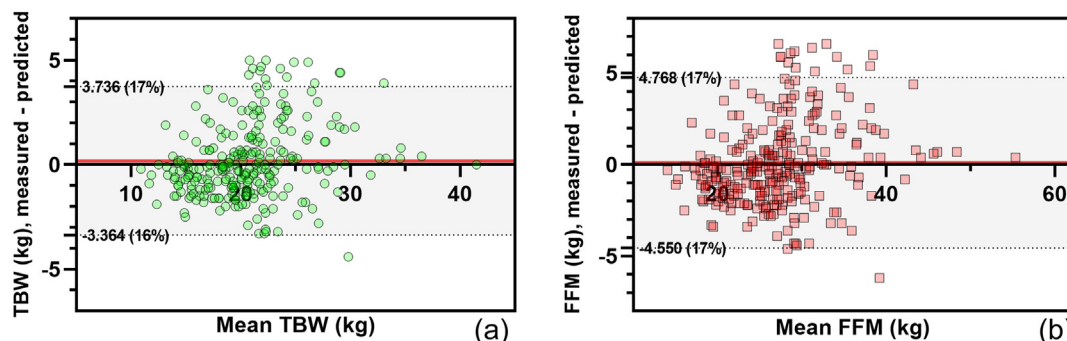 TBW (kg), measured - predicted
5
3.736 (17%)
0
10 20 30 40
-3.364 (16%)
-5
Mean TBW (kg)
(a)
FFM (kg), measured - predicted
5
4.768 (17%)
0
20 40 60
-4.550 (17%)
-5
Mean FFM (kg)
(b)